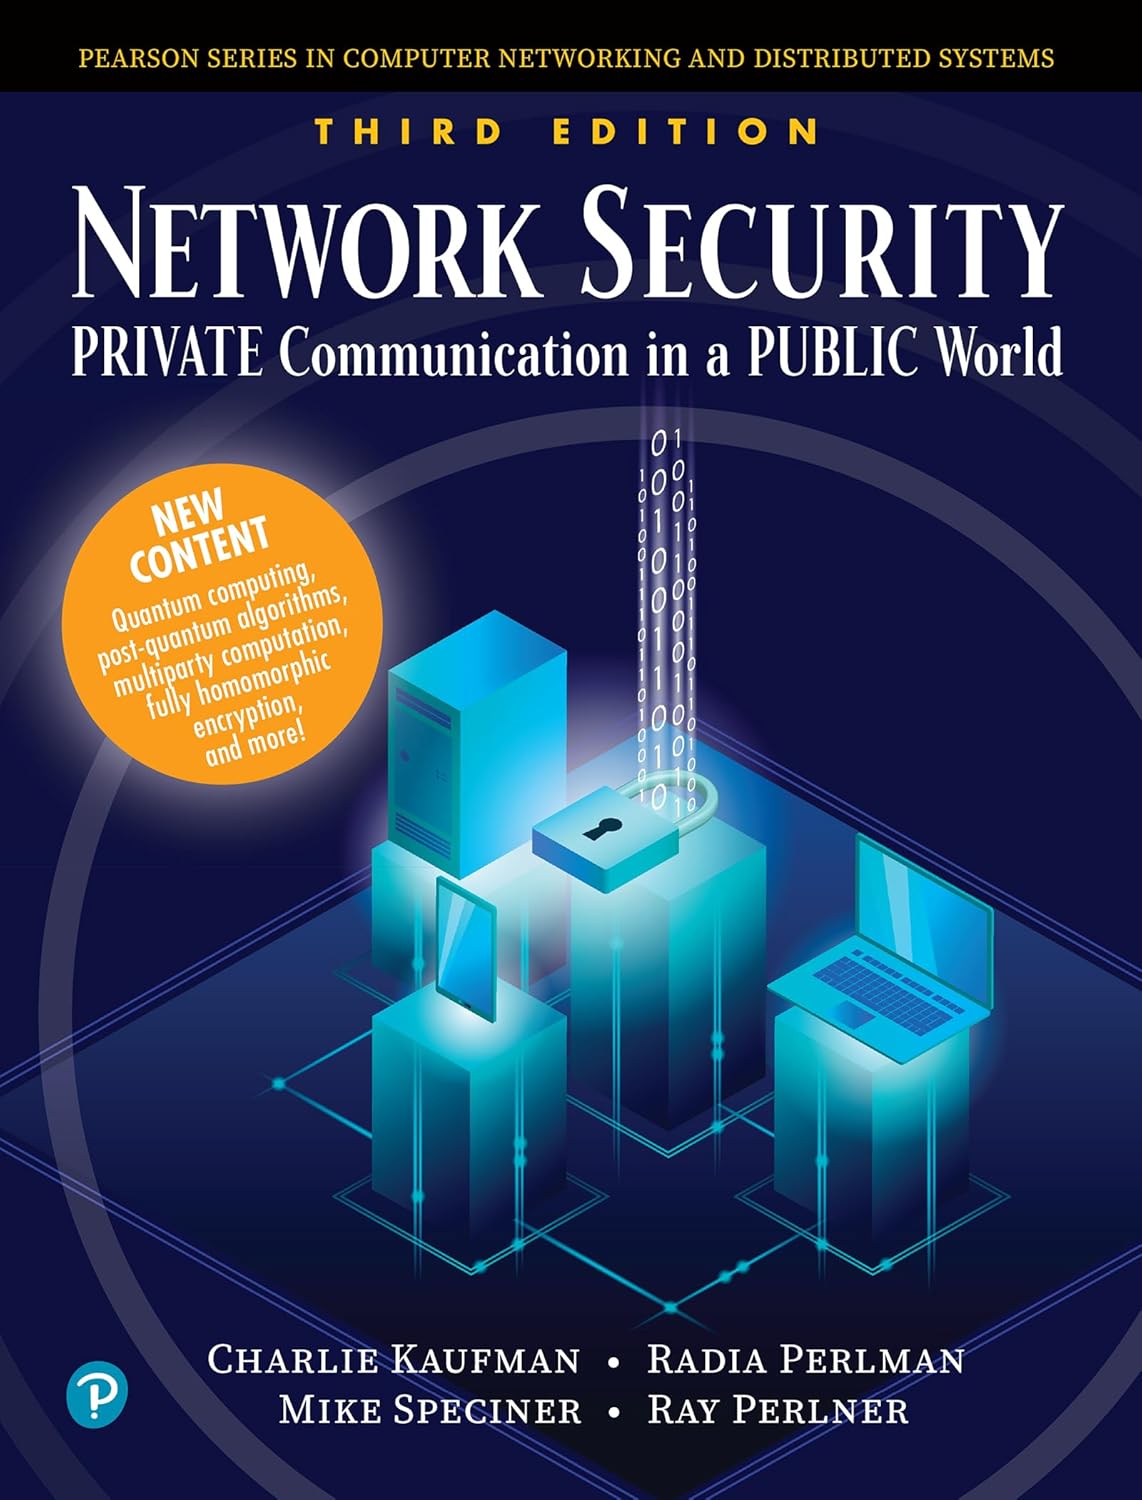 PEARSON SERIES IN COMPUTER NETWORKING AND DISTRIBUTED SYSTEMS
THIRD EDITION
NETWORK SECURITY
PRIVATE Communication in a PUBLIC World
NEW
CONTENT
Quantum computing,
post-quantum algorithms,
multiparty computation,
fully homomorphic
encryption,
and more!
CHARLIE KAUFMAN • RADIA PERLMAN
MIKE SPECINER • RAY PERLNER
P